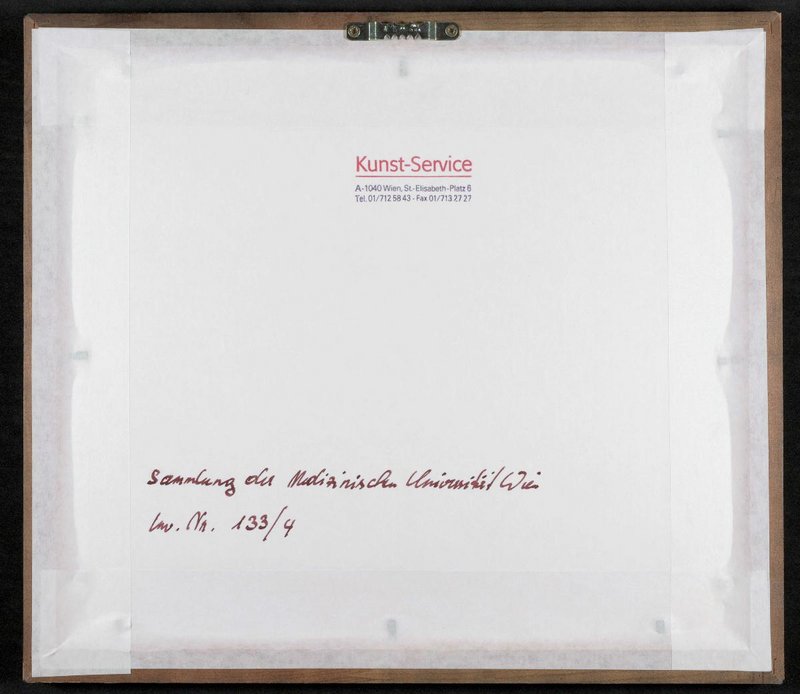 Kunst-Service
A-1040 Wien, St.-Elisabeth-Platz 6
Tel. 01/712 58 43 - Fax 01/713 27 27
Sammlung der Medizinischen Universität Wien
Inv. Nr. 133/4